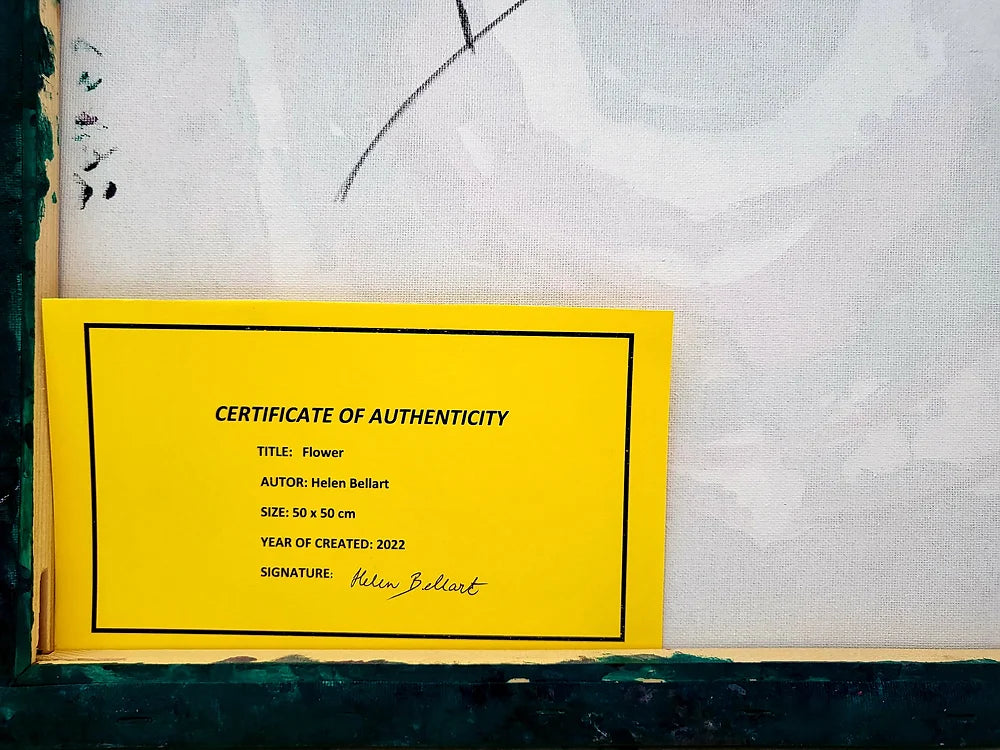 CERTIFICATE OF AUTHENTICITY
TITLE: Flower
AUTOR: Helen Bellart
SIZE: 50 x 50 cm
YEAR OF CREATED: 2022
SIGNATURE: Helen Bellart